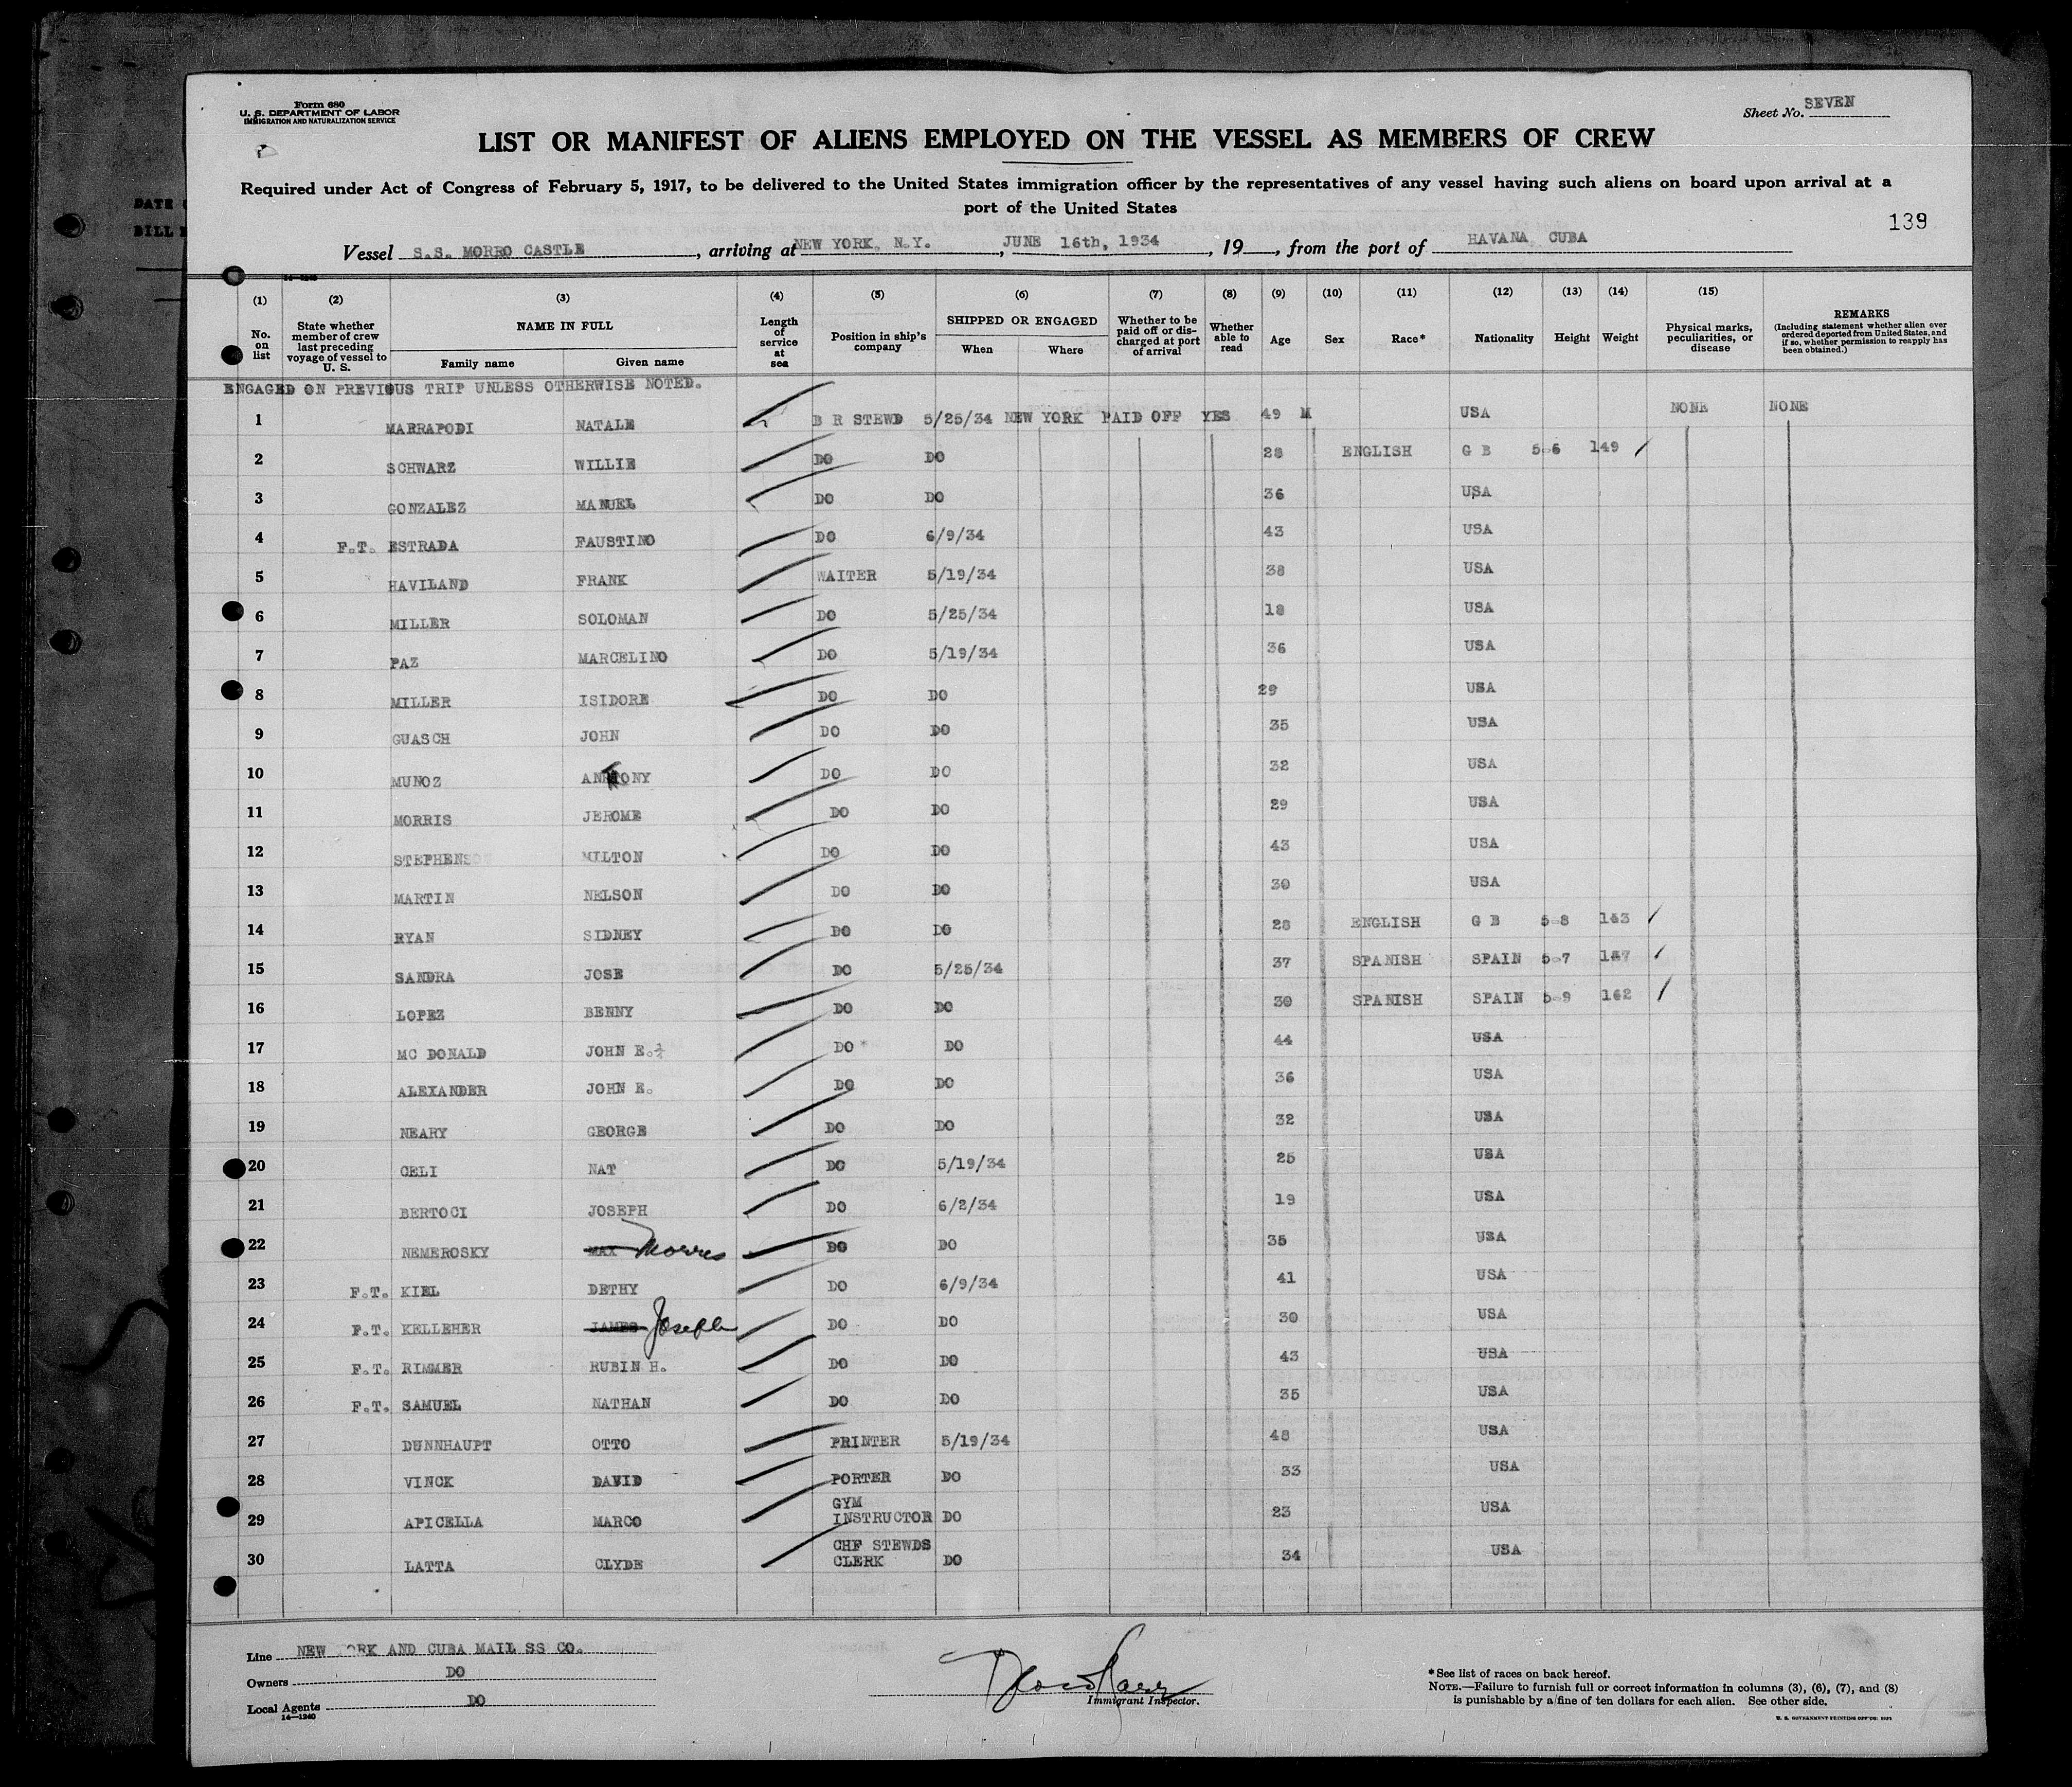 DATE
BILL
Form 680
U. S. DEPARTMENT OF LABOR
IMMIGRATION AND NATURALIZATION SERVICE
Sheet No. SEVEN
LIST OR MANIFEST OF ALIENS EMPLOYED ON THE VESSEL AS MEMBERS OF CREW
Required under Act of Congress of February 5, 1917, to be delivered to the United States immigration officer by the representatives of any vessel having such aliens on board upon arrival at a
port of the United States
139
Vessel S.S. MORRO CASTLE, arriving at NEW YORK, N.Y., JUNE 16th, 1934, 19, from the port of HAVANA CUBA
(1) (2) (3) (4) (5) (6) (7) (8) (9) (10) (11) (12) (13) (14) (15)
No. on list
State whether member of crew last preceding voyage of vessel to U. S.
NAME IN FULL
Family name Given name
Length of service at sea
Position in ship's company
SHIPPED OR ENGAGED
When Where
Whether to be paid off or discharged at port of arrival
Whether able to read
Age Sex Race* Nationality Height Weight
Physical marks, peculiarities, or disease
REMARKS
(Including statement whether alien ever ordered deported from United States, and if so, whether permission to reapply has been obtained.)
ENGAGED ON PREVIOUS TRIP UNLESS OTHERWISE NOTED.
1 MARRAPODI NATALE B R STEWD 5/25/34 NEW YORK PAID OFF YES 49 M USA NONE NONE
2 SCHWARZ WILLIE DO DO 28 ENGLISH G B 5-6 149
3 GONZALEZ MANUEL DO DO 36 USA
4 F.T. ESTRADA FAUSTINO DO 6/9/34 43 USA
5 HAVILAND FRANK WAITER 5/19/34 38 USA
6 MILLER SOLOMAN DO 5/25/34 18 USA
7 PAZ MARCELINO DO 5/19/34 36 USA
8 MILLER ISIDORE DO DO 29 USA
9 GUASCH JOHN DO DO 35 USA
10 MUNOZ ANTONY DO DO 32 USA
11 MORRIS JEROME DO DO 29 USA
12 STEPHENSON MILTON DO DO 43 USA
13 MARTIN NELSON DO DO 30 USA
14 RYAN SIDNEY DO DO 28 ENGLISH G B 5-8
15 SANDRA JOSE DO 5/25/34 37 SPANISH SPAIN 5-7
16 LOPEZ BENNY DO DO 30 SPANISH SPAIN 5-9 162
17 MC DONALD JOHN E. DO DO 44 USA
18 ALEXANDER JOHN E. DO DO 36 USA
19 NEARY GEORGE DO DO 32 USA
20 CELI NAT DO 5/19/34 25 USA
21 BERTOCI JOSEPH DO 6/2/34 19 USA
22 NEMEROSKY MAX Morris DO DO 35 USA
23 F.T. KIEL DETHY DO 6/9/34 41 USA
24 F.T. KELLEHER JAMES Joseph DO DO 30 USA
25 F.T. RIMMER RUBIN H. DO DO 43 USA
26 F.T. SAMUEL NATHAN DO DO 35 USA
27 DUNNHAUPT OTTO PRINTER 5/19/34 48 USA
28 VINCK DAVID PORTER DO 33 USA
29 APICELLA MARCO GYM INSTRUCTOR DO 23 USA
30 LATTA CLYDE CHF STEWDS CLERK DO 34 USA
Line NEW YORK AND CUBA MAIL SS CO.
Owners DO
Local Agents DO
14—1240
Immigrant Inspector.
*See list of races on back hereof.
NOTE.—Failure to furnish full or correct information in columns (3), (6), (7), and (8)
is punishable by a fine of ten dollars for each alien. See other side.